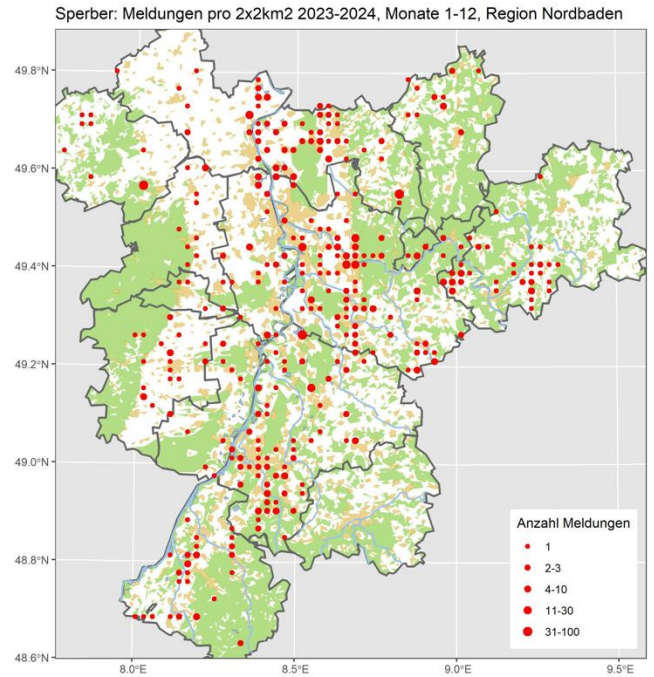 Sperber: Meldungen pro 2x2km2 2023-2024, Monate 1-12, Region Nordbaden
49.8°N
49.6°N
49.4°N
49.2°N
49.0°N
48.8°N
48.6°N
Anzahl Meldungen
1
2-3
4-10
11-30
31-100
8.0°E
8.5°E
9.0°E
9.5°E